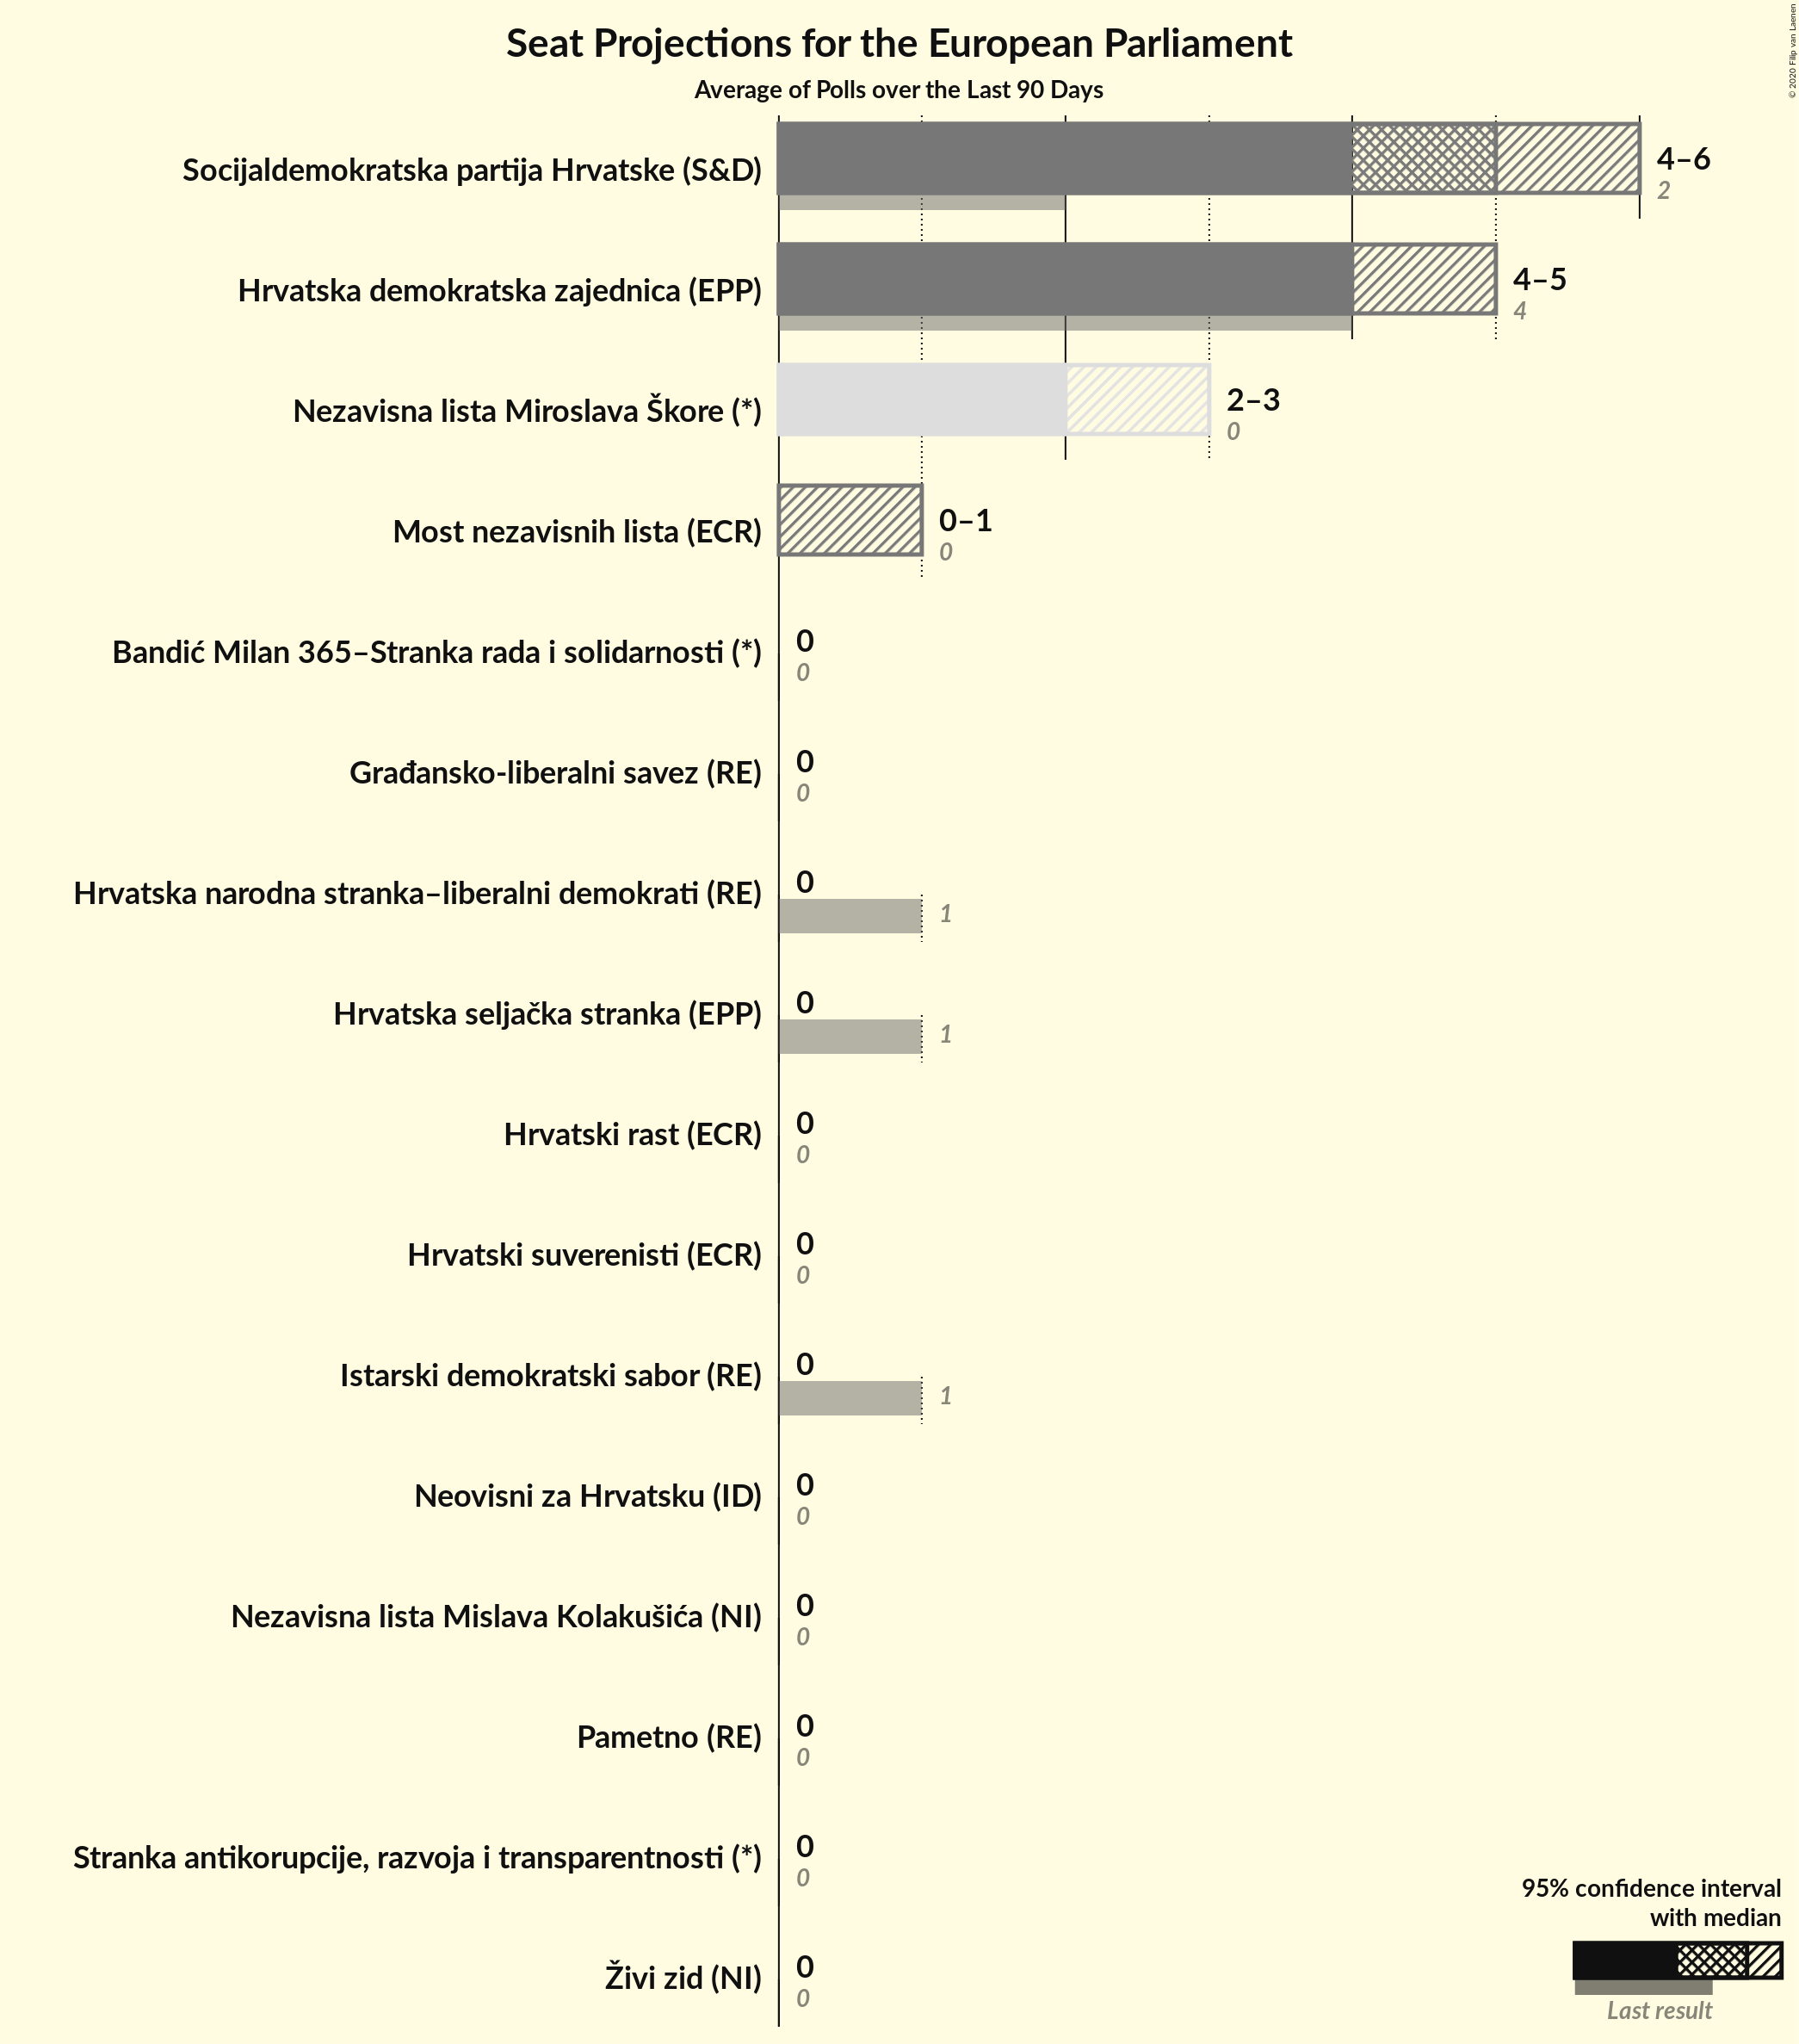 Seat Projections for the European Parliament
Average of Polls over the Last 90 Days
© 2020 Filip van Laenen
Socijaldemokratska partija Hrvatske (S&D)
4–6
2
Hrvatska demokratska zajednica (EPP)
4–5
4
Nezavisna lista Miroslava Škore (*)
2–3
0
Most nezavisnih lista (ECR)
0–1
0
Bandić Milan 365–Stranka rada i solidarnosti (*)
0
0
Građansko-liberalni savez (RE)
0
0
Hrvatska narodna stranka–liberalni demokrati (RE)
0
1
Hrvatska seljačka stranka (EPP)
0
1
Hrvatski rast (ECR)
0
0
Hrvatski suverenisti (ECR)
0
0
Istarski demokratski sabor (RE)
0
1
Neovisni za Hrvatsku (ID)
0
0
Nezavisna lista Mislava Kolakušića (NI)
0
0
Pametno (RE)
0
0
Stranka antikorupcije, razvoja i transparentnosti (*)
0
0
Živi zid (NI)
0
0
95% confidence interval
with median
Last result